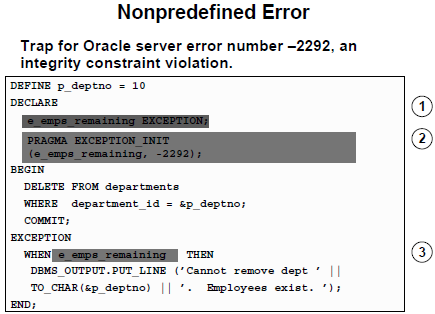 Nonpredefined Error
Trap for Oracle server error number –2292, an
integrity constraint violation.
DEFINE p_deptno = 10
DECLARE
e_emps_remaining EXCEPTION;
1
PRAGMA EXCEPTION_INIT
2
(e_emps_remaining, -2292);
BEGIN
DELETE FROM departments
WHERE department_id = &p_deptno;
COMMIT;
EXCEPTION
WHEN e_emps_remaining THEN
3
DBMS_OUTPUT.PUT_LINE ('Cannot remove dept ' ||
TO_CHAR(&p_deptno) || '. Employees exist. ');
END;